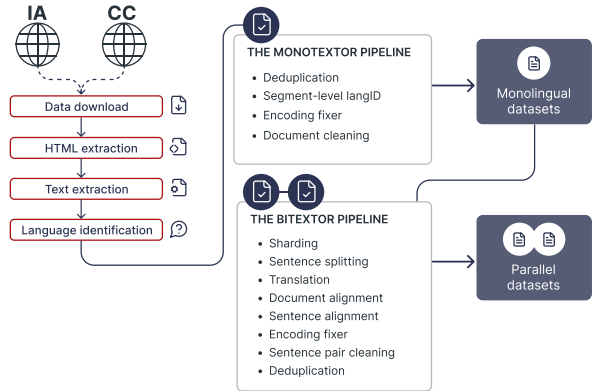 IA
CC
Data download
HTML extraction
Text extraction
Language identification
THE MONOTEXTOR PIPELINE
• Deduplication
• Segment-level langID
• Encoding fixer
• Document cleaning
Monolingual
datasets
THE BITEXTOR PIPELINE
• Sharding
• Sentence splitting
• Translation
• Document alignment
• Sentence alignment
• Encoding fixer
• Sentence pair cleaning
• Deduplication
Parallel
datasets